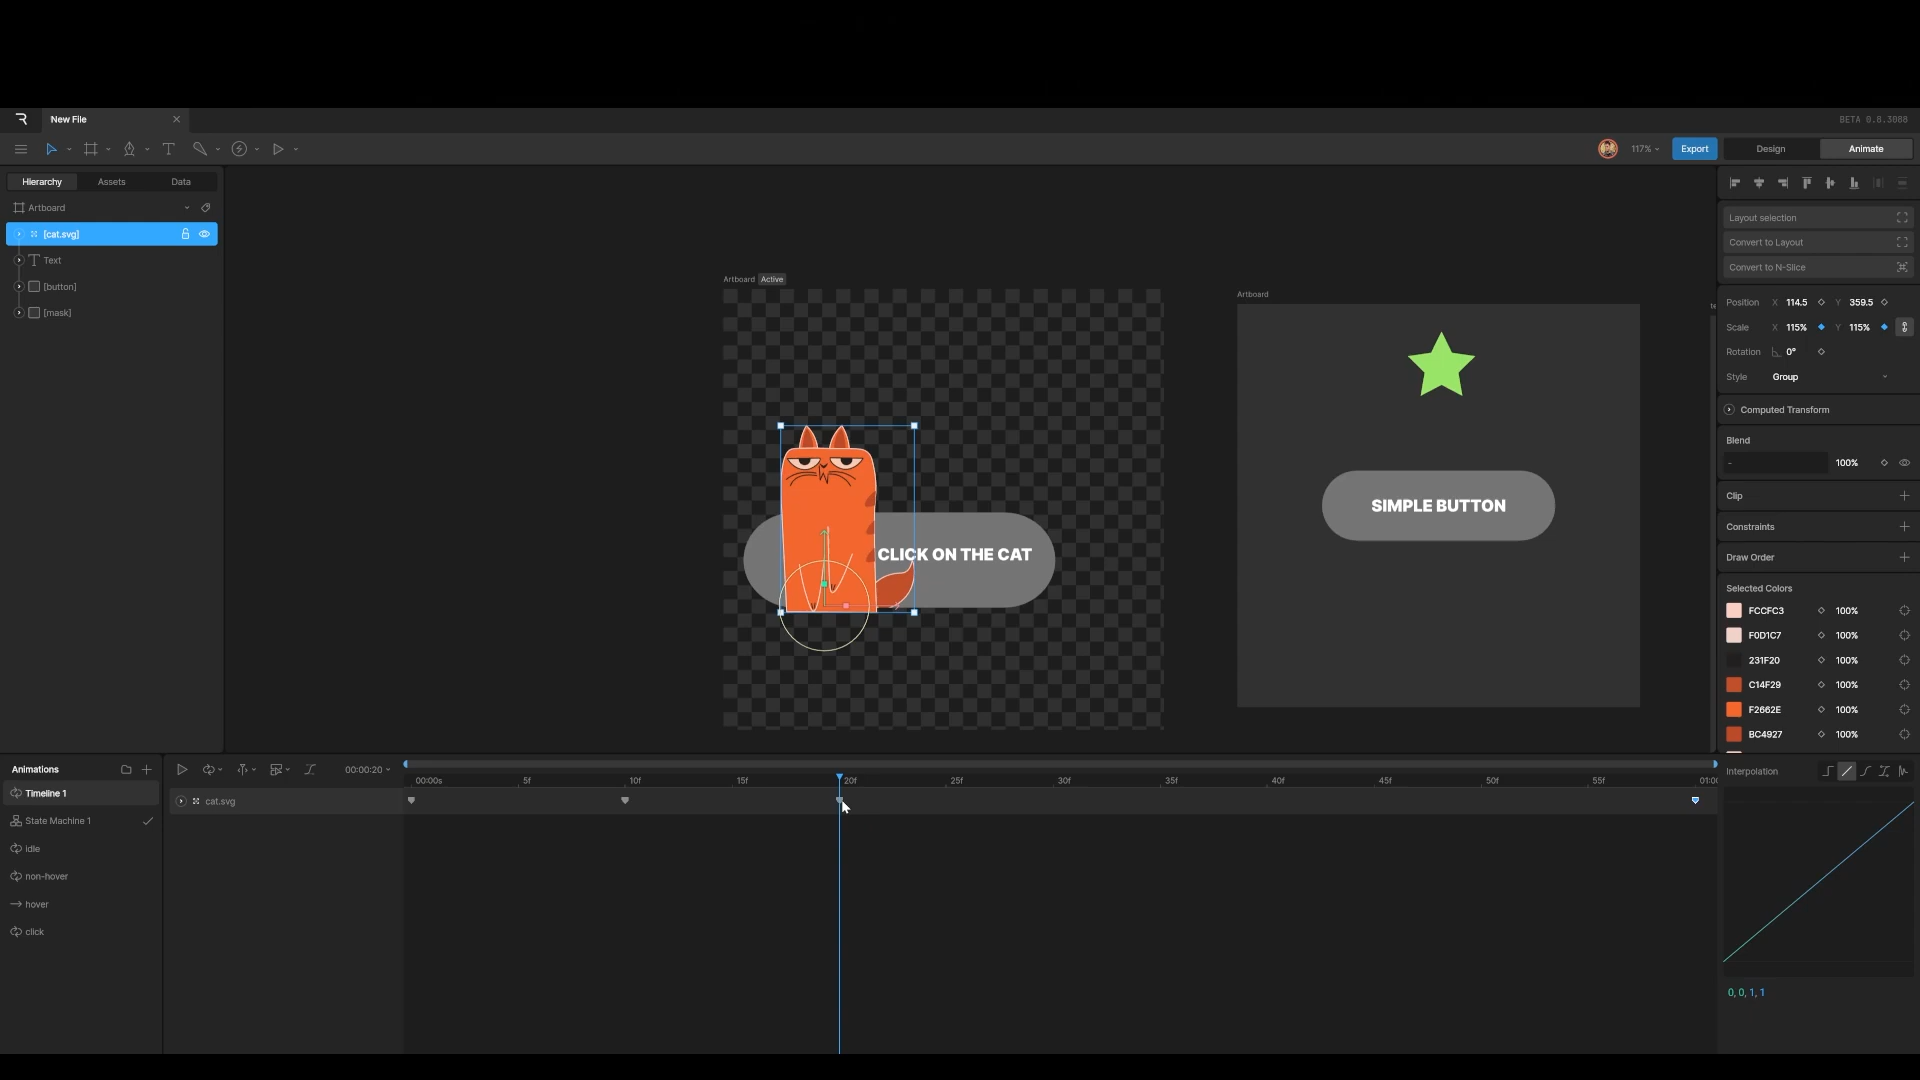 New File
BETA 0.8.3088
117%
Export
Design
Animate
Hierarchy
Assets
Data
Artboard
[cat.svg]
Text
[button]
[mask]
Artboard Active
CLICK ON THE CAT
Artboard
SIMPLE BUTTON
Layout selection
Convert to Layout
Convert to N-Slice
Position X 114.5 Y 359.5
Scale X 115% Y 115%
Rotation 0°
Style Group
Computed Transform
Blend
- 100%
Clip
Constraints
Draw Order
Selected Colors
FCCFC3 100%
F0D1C7 100%
231F20 100%
C14F29 100%
F2662E 100%
BC4927 100%
Animations
Timeline 1
State Machine 1
idle
non-hover
hover
click
00:00:20
00:00s 5f 10f 15f 20f 25f 30f 35f 40f 45f 50f 55f 01:00
cat.svg
Interpolation
0, 0, 1, 1